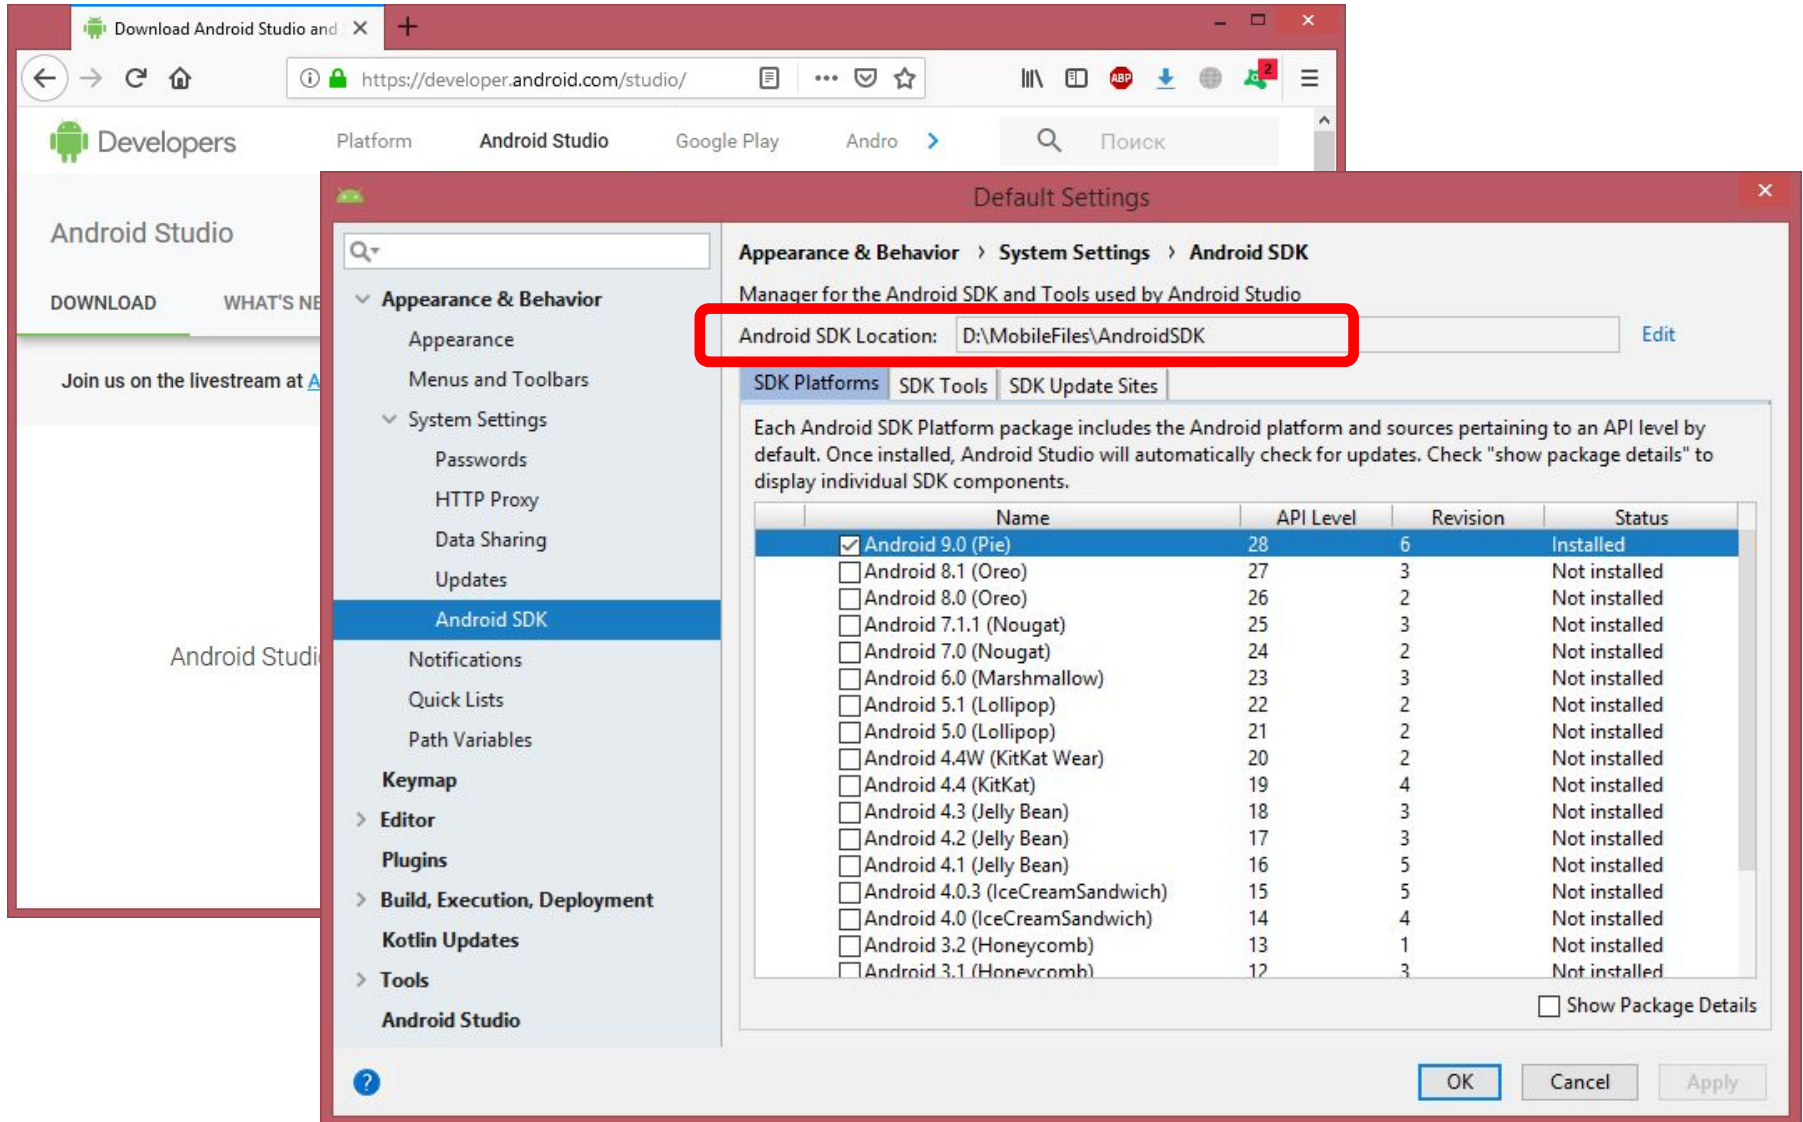 Download Android Studio and
https://developer.android.com/studio/
ABP
2
Developers
Platform
Android Studio
Google Play
Andro
Поиск
Android Studio
DOWNLOAD
WHAT'S NE
Join us on the livestream at A
Android Studi
Default Settings
Appearance & Behavior
Appearance
Menus and Toolbars
System Settings
Passwords
HTTP Proxy
Data Sharing
Updates
Android SDK
Notifications
Quick Lists
Path Variables
Keymap
Editor
Plugins
Build, Execution, Deployment
Kotlin Updates
Tools
Android Studio
Appearance & Behavior › System Settings › Android SDK
Manager for the Android SDK and Tools used by Android Studio
Android SDK Location: D:\MobileFiles\AndroidSDK Edit
SDK Platforms SDK Tools SDK Update Sites
Each Android SDK Platform package includes the Android platform and sources pertaining to an API level by
default. Once installed, Android Studio will automatically check for updates. Check "show package details" to
display individual SDK components.
Name API Level Revision Status
Android 9.0 (Pie) 28 6 Installed
Android 8.1 (Oreo) 27 3 Not installed
Android 8.0 (Oreo) 26 2 Not installed
Android 7.1.1 (Nougat) 25 3 Not installed
Android 7.0 (Nougat) 24 2 Not installed
Android 6.0 (Marshmallow) 23 3 Not installed
Android 5.1 (Lollipop) 22 2 Not installed
Android 5.0 (Lollipop) 21 2 Not installed
Android 4.4W (KitKat Wear) 20 2 Not installed
Android 4.4 (KitKat) 19 4 Not installed
Android 4.3 (Jelly Bean) 18 3 Not installed
Android 4.2 (Jelly Bean) 17 3 Not installed
Android 4.1 (Jelly Bean) 16 5 Not installed
Android 4.0.3 (IceCreamSandwich) 15 5 Not installed
Android 4.0 (IceCreamSandwich) 14 4 Not installed
Android 3.2 (Honeycomb) 13 1 Not installed
Android 3.1 (Honeycomb) 12 3 Not installed
Show Package Details
? OK Cancel Apply